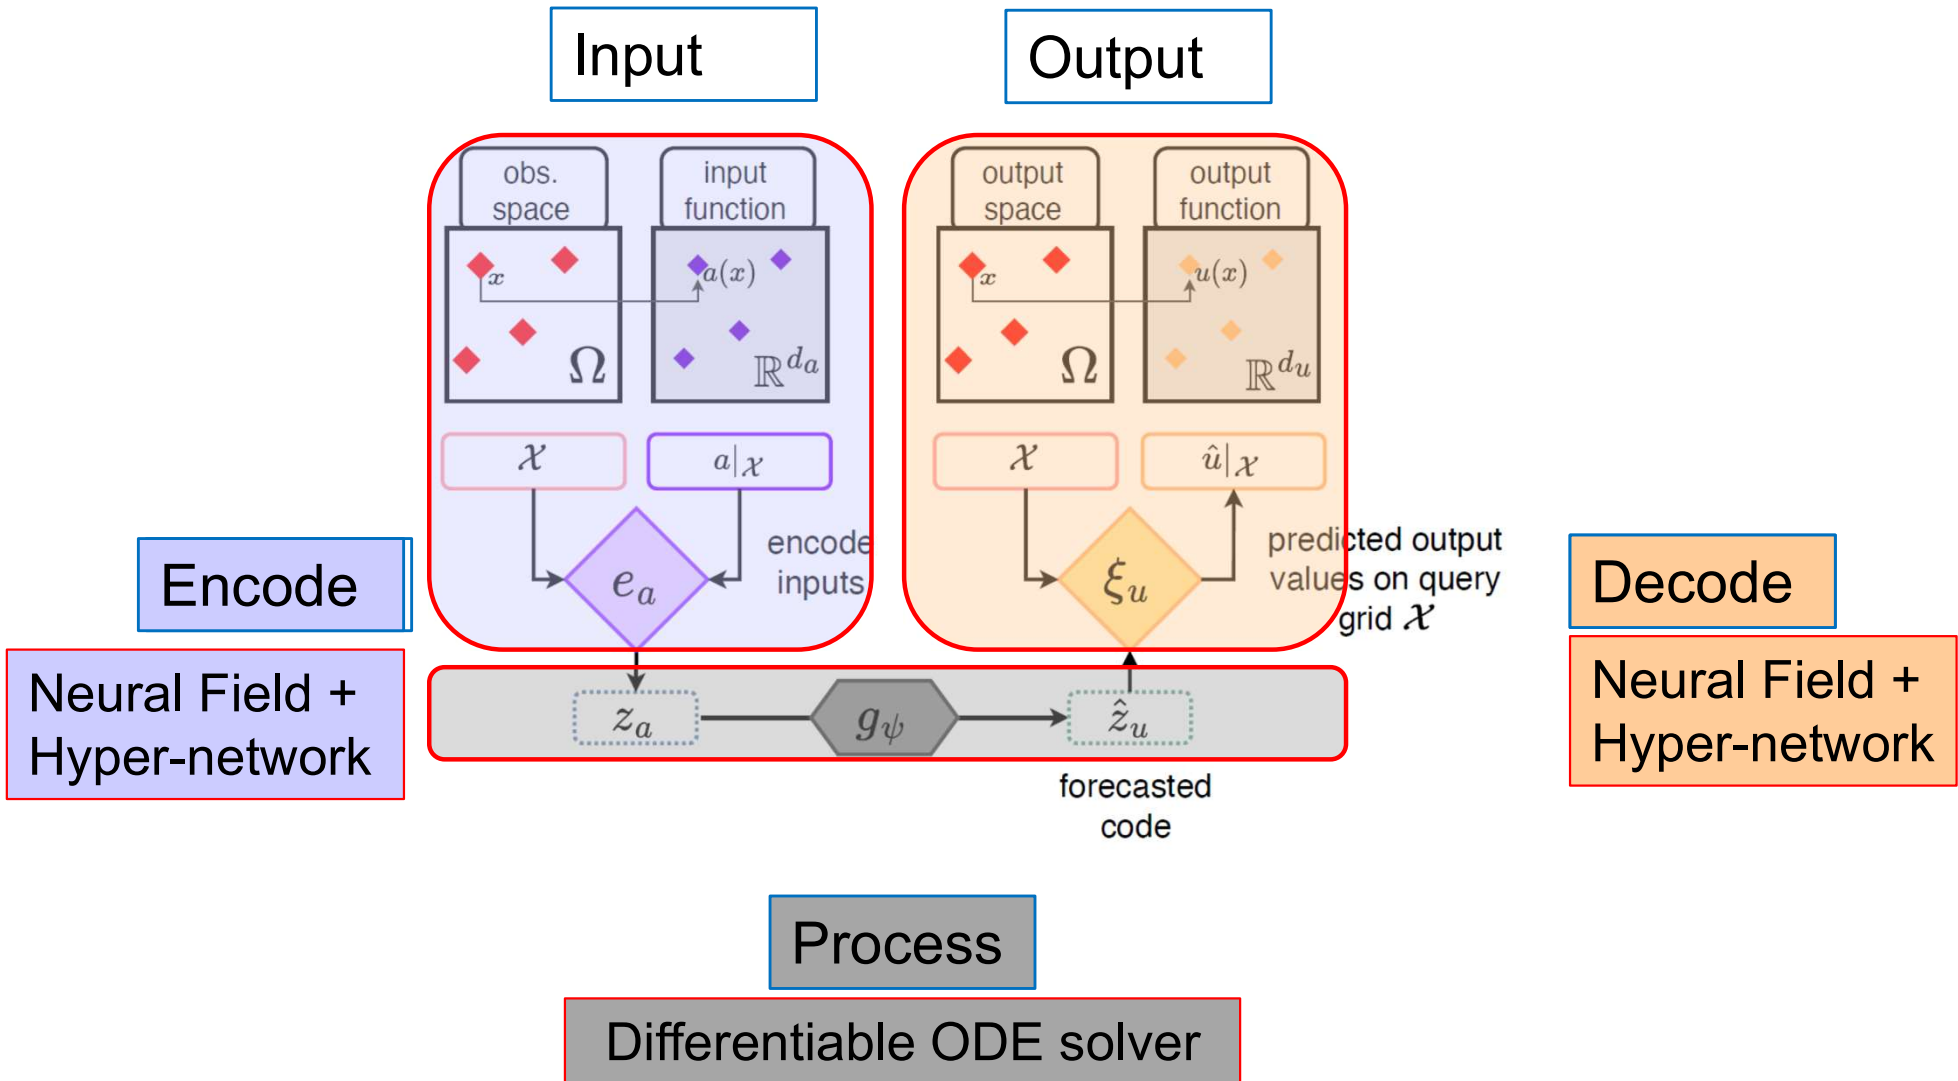 Input
Output
obs.
space
input
function
output
space
output
function
x
a(x)
x
u(x)
Ω
ℝ^{d_a}
Ω
ℝ^{d_u}
𝒳
a|_𝒳
𝒳
û|_𝒳
encode
inputs
predicted output
values on query
grid 𝒳
e_a
ξ_u
Encode
Decode
Neural Field +
Hyper-network
Neural Field +
Hyper-network
z_a
g_ψ
ẑ_u
forecasted
code
Process
Differentiable ODE solver